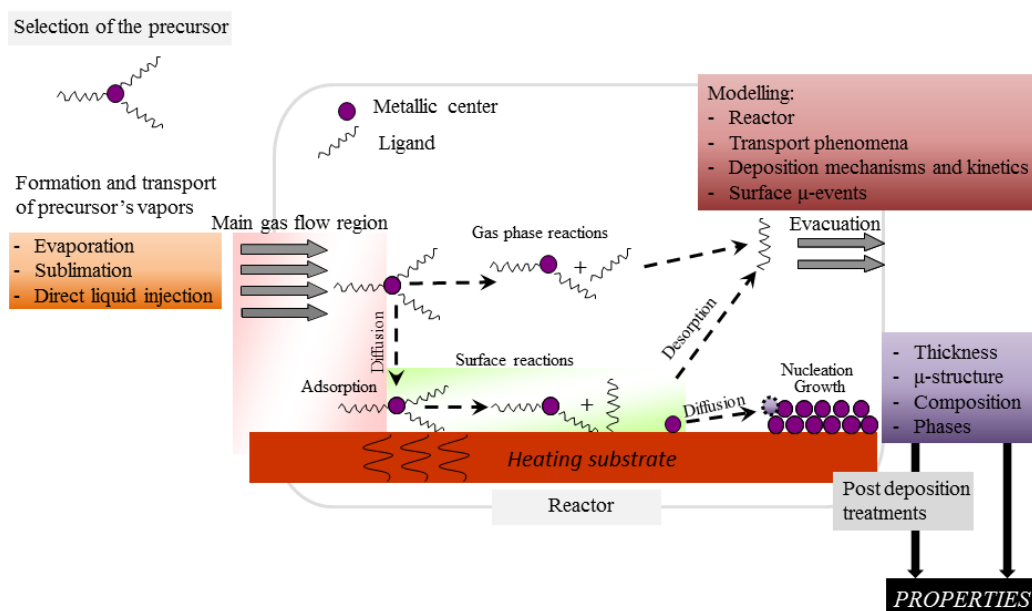 Selection of the precursor
Metallic center
Ligand
Modelling:
- Reactor
- Transport phenomena
- Deposition mechanisms and kinetics
- Surface μ-events
Formation and transport
of precursor's vapors
- Evaporation
- Sublimation
- Direct liquid injection
Main gas flow region
Gas phase reactions
+
Evacuation
Diffusion
Desorption
Adsorption
Surface reactions
+
Diffusion
Nucleation
Growth
- Thickness
- μ-structure
- Composition
- Phases
Heating substrate
Reactor
Post deposition
treatments
PROPERTIES